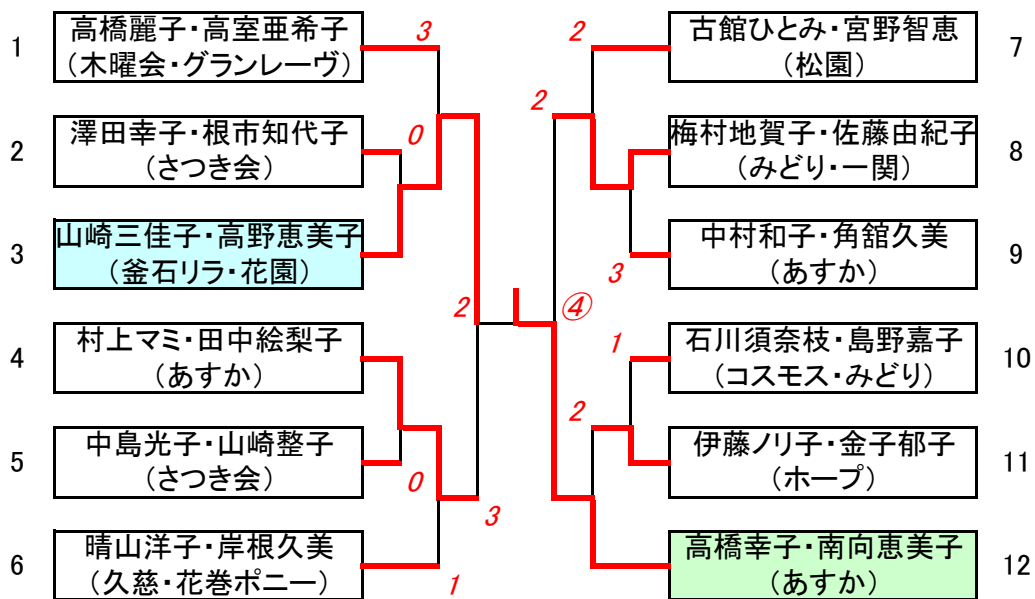 1
高橋麗子・高室亜希子
(木曜会・グランレーヴ)
3
2
澤田幸子・根市知代子
(さつき会)
0
3
山崎三佳子・高野恵美子
(釜石リラ・花園)
2
4
村上マミ・田中絵梨子
(あすか)
5
中島光子・山崎整子
(さつき会)
0
3
6
晴山洋子・岸根久美
(久慈・花巻ポニー)
1
2
古館ひとみ・宮野智恵
(松園)
7
2
梅村地賀子・佐藤由紀子
(みどり・一関)
8
中村和子・角舘久美
(あすか)
9
3
④
1
石川須奈枝・島野嘉子
(コスモス・みどり)
10
2
伊藤ノリ子・金子郁子
(ホープ)
11
高橋幸子・南向恵美子
(あすか)
12